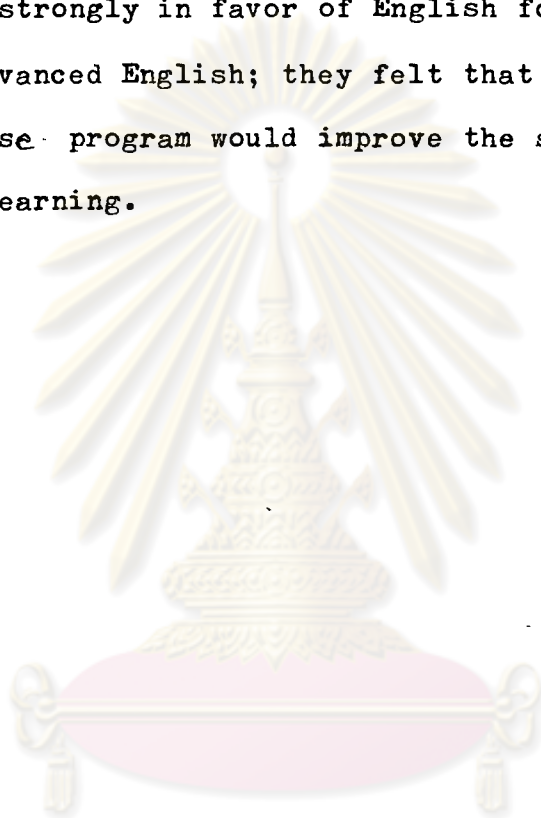 strongly in favor of English fo
vanced English; they felt that
se program would improve the s
earning.